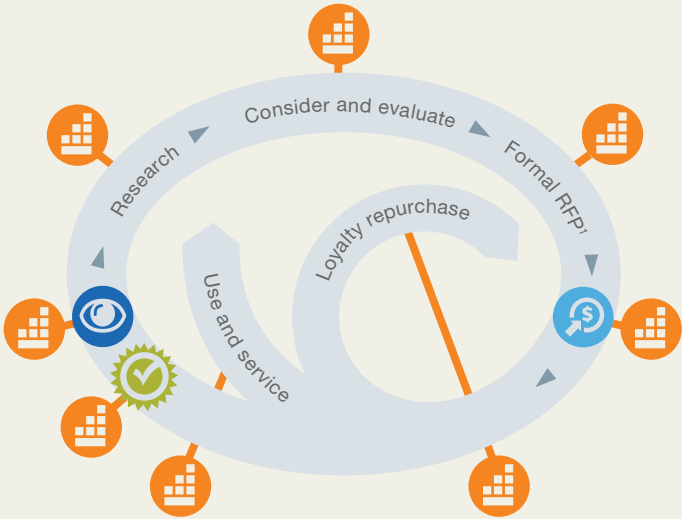 Consider and evaluate
Research
Formal RFP¹
Loyalty repurchase
Use and service
$